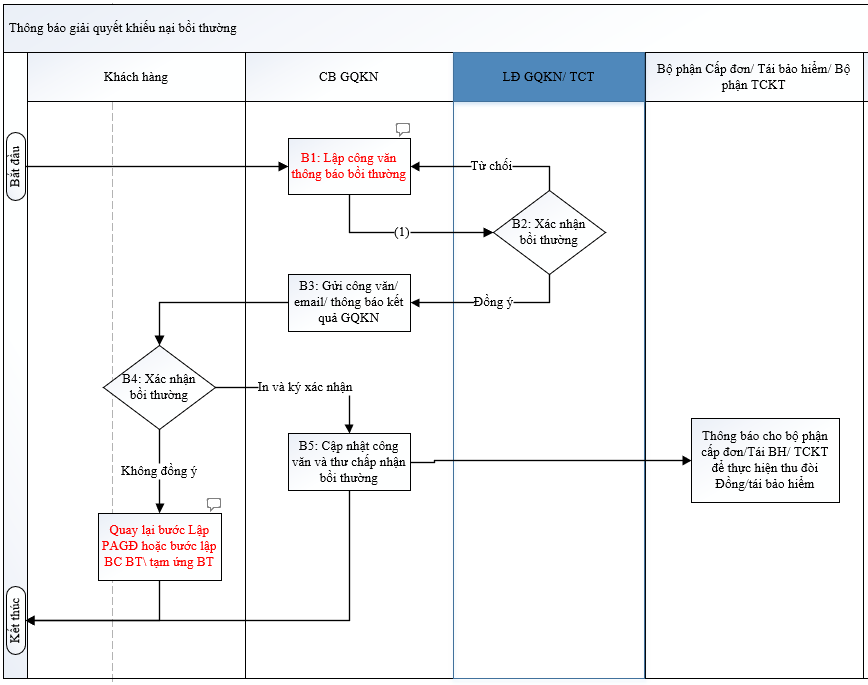 Thông báo giải quyết khiếu nại bồi thường
Khách hàng
CB GQKN
LĐ GQKN/ TCT
Bộ phận Cấp đơn/ Tái bảo hiểm/ Bộ
phận TCKT
Bắt đầu
B1: Lập công văn
thông báo bồi thường
Từ chối
(1)
B2: Xác nhận
bồi thường
B3: Gửi công văn/
email/ thông báo kết
quả GQKN
Đồng ý
B4: Xác nhận
bồi thường
In và ký xác nhận
B5: Cập nhật công
văn và thư chấp nhận
bồi thường
Thông báo cho bộ phận
cấp đơn/Tái BH/ TCKT
để thực hiện thu đòi
Đồng/tái bảo hiểm
Không đồng ý
Quay lại bước Lập
PAGĐ hoặc bước lập
BC BT\ tạm ứng BT
Kết thúc